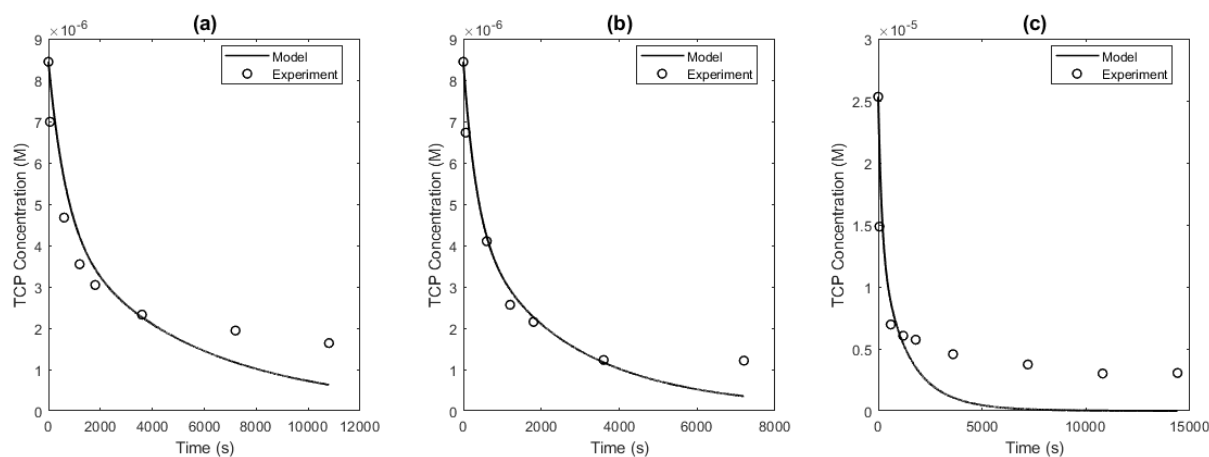 (a)
×10⁻⁶
9
8
7
6
5
4
3
2
1
0
TCP Concentration (M)
0 2000 4000 6000 8000 10000 12000
Time (s)
Model
Experiment
(b)
×10⁻⁶
9
8
7
6
5
4
3
2
1
0
TCP Concentration (M)
0 2000 4000 6000 8000
Time (s)
Model
Experiment
(c)
×10⁻⁵
3
2.5
2
1.5
1
0.5
0
TCP Concentration (M)
0 5000 10000 15000
Time (s)
Model
Experiment